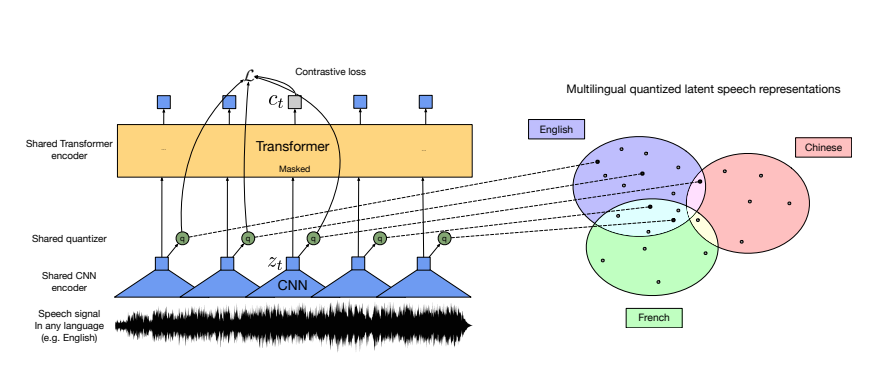 Multilingual quantized latent speech representations
Contrastive loss
ℒ
c_t
English
Chinese
French
Shared Transformer
encoder
Transformer
Masked
...
...
Shared quantizer
q
q
q
q
q
z_t
Shared CNN
encoder
CNN
Speech signal
In any language
(e.g. English)